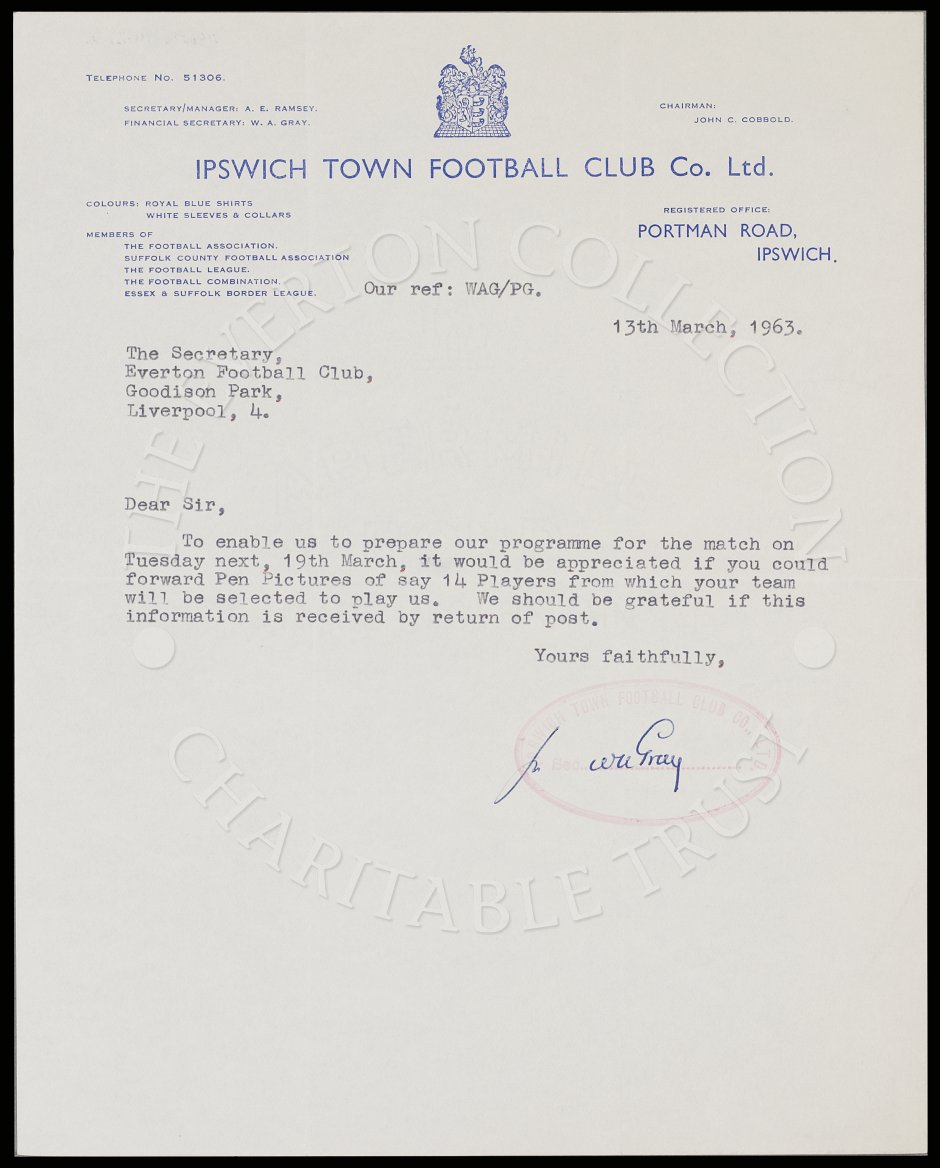 TELEPHONE No. 51306.
SECRETARY/MANAGER: A. E. RAMSEY.
FINANCIAL SECRETARY: W. A. GRAY.
CHAIRMAN:
JOHN C. COBBOLD.
IPSWICH TOWN FOOTBALL CLUB Co. Ltd.
COLOURS: ROYAL BLUE SHIRTS
WHITE SLEEVES & COLLARS
MEMBERS OF
THE FOOTBALL ASSOCIATION.
SUFFOLK COUNTY FOOTBALL ASSOCIATION
THE FOOTBALL LEAGUE.
THE FOOTBALL COMBINATION.
ESSEX & SUFFOLK BORDER LEAGUE.
REGISTERED OFFICE:
PORTMAN ROAD,
IPSWICH.
Our ref: WAG/PG.
13th March, 1963.
The Secretary,
Everton Football Club,
Goodison Park,
Liverpool, 4.
Dear Sir,
To enable us to prepare our programme for the match on
Tuesday next, 19th March, it would be appreciated if you could
forward Pen Pictures of say 14 Players from which your team
will be selected to play us. We should be grateful if this
information is received by return of post.
Yours faithfully,
IPSWICH TOWN FOOTBALL CLUB CO., LTD.
Sec.
WA Gray
THE EVERTON COLLECTION
CHARITABLE TRUST